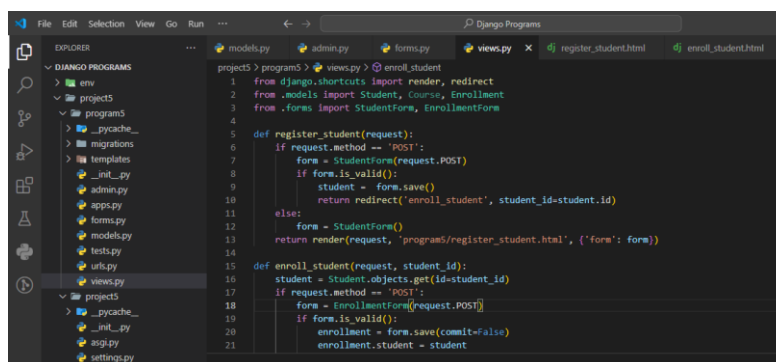 File Edit Selection View Go Run ... Django Programs
EXPLORER ...
models.py admin.py forms.py views.py register_student.html enroll_student.html
DJANGO PROGRAMS
project5 > program5 > views.py > enroll_student
env
project5
program5
__pycache__
migrations
templates
__init__.py
admin.py
apps.py
forms.py
models.py
tests.py
urls.py
views.py
project5
__pycache__
__init__.py
asgi.py
settings.py
1 from django.shortcuts import render, redirect
2 from .models import Student, Course, Enrollment
3 from .forms import StudentForm, EnrollmentForm
4
5 def register_student(request):
6 if request.method == 'POST':
7 form = StudentForm(request.POST)
8 if form.is_valid():
9 student = form.save()
10 return redirect('enroll_student', student_id=student.id)
11 else:
12 form = StudentForm()
13 return render(request, 'program5/register_student.html', {'form': form})
14
15 def enroll_student(request, student_id):
16 student = Student.objects.get(id=student_id)
17 if request.method == 'POST':
18 form = EnrollmentForm(request.POST)
19 if form.is_valid():
20 enrollment = form.save(commit=False)
21 enrollment.student = student